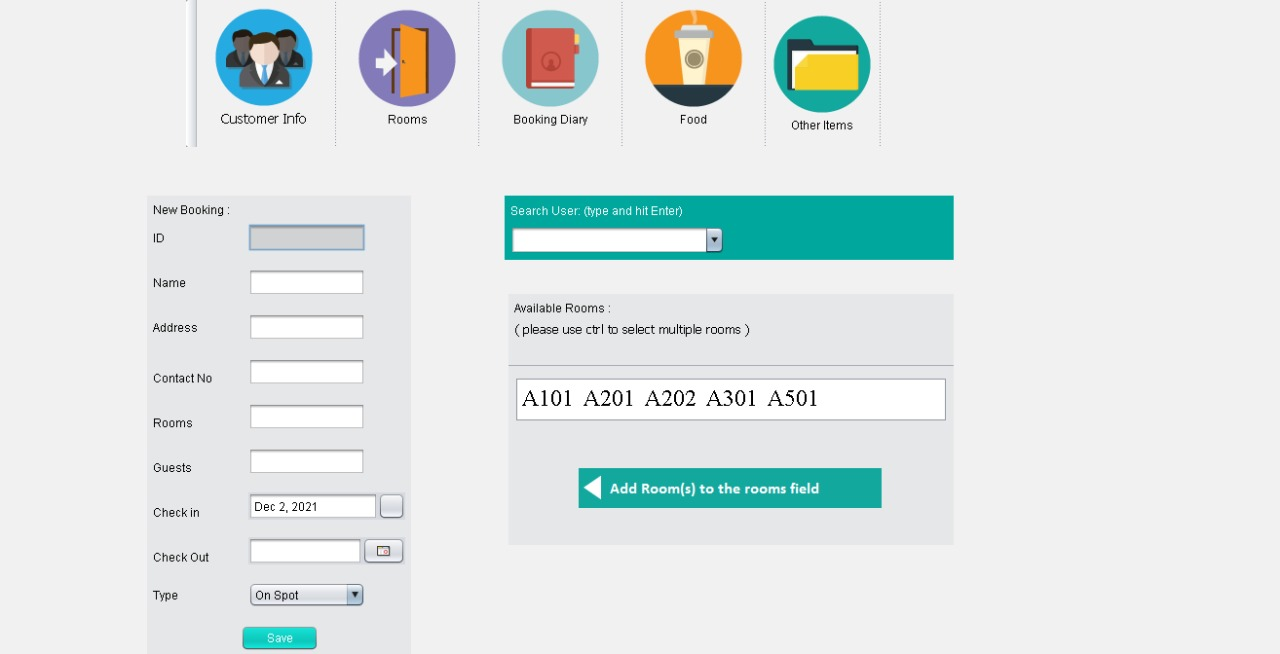 Customer Info
Rooms
Booking Diary
Food
Other Items
New Booking :
ID
Name
Address
Contact No
Rooms
Guests
Check in
Dec 2, 2021
Check Out
Type
On Spot
Save
Search User: (type and hit Enter)
Available Rooms :
( please use ctrl to select multiple rooms )
A101 A201 A202 A301 A501
Add Room(s) to the rooms field